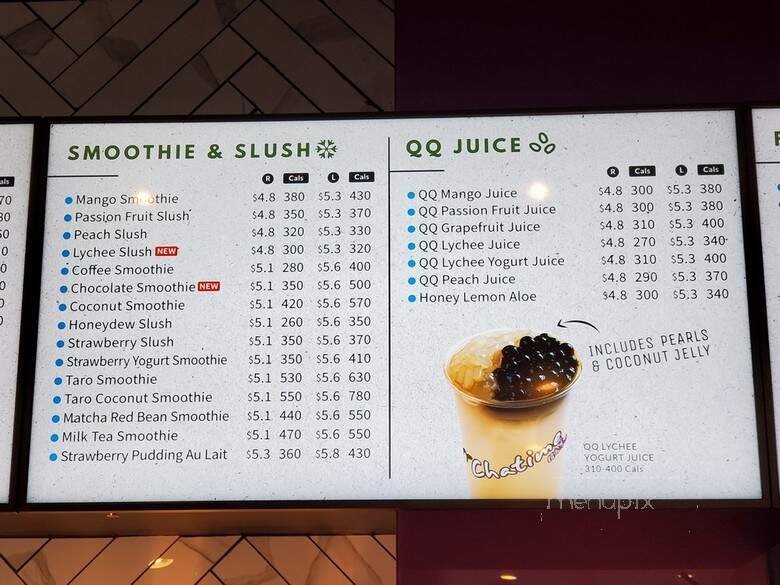 SMOOTHIE & SLUSH
R Cals L Cals
Mango Smoothie $4.8 380 $5.3 430
Passion Fruit Slush $4.8 350 $5.3 370
Peach Slush $4.8 320 $5.3 330
Lychee Slush NEW $4.8 300 $5.3 320
Coffee Smoothie $5.1 280 $5.6 400
Chocolate Smoothie NEW $5.1 350 $5.6 500
Coconut Smoothie $5.1 420 $5.6 570
Honeydew Slush $5.1 260 $5.6 350
Strawberry Slush $5.1 350 $5.6 370
Strawberry Yogurt Smoothie $5.1 350 $5.6 410
Taro Smoothie $5.1 530 $5.6 630
Taro Coconut Smoothie $5.1 550 $5.6 780
Matcha Red Bean Smoothie $5.1 440 $5.6 550
Milk Tea Smoothie $5.1 470 $5.6 550
Strawberry Pudding Au Lait $5.3 360 $5.8 430
QQ JUICE
R Cals L Cals
QQ Mango Juice $4.8 300 $5.3 380
QQ Passion Fruit Juice $4.8 300 $5.3 380
QQ Grapefruit Juice $4.8 310 $5.3 400
QQ Lychee Juice $4.8 270 $5.3 340
QQ Lychee Yogurt Juice $4.8 310 $5.3 400
QQ Peach Juice $4.8 290 $5.3 370
Honey Lemon Aloe $4.8 300 $5.3 340
INCLUDES PEARLS
& COCONUT JELLY
Chatime
QQ LYCHEE
YOGURT JUICE
310-400 Cals
menupix